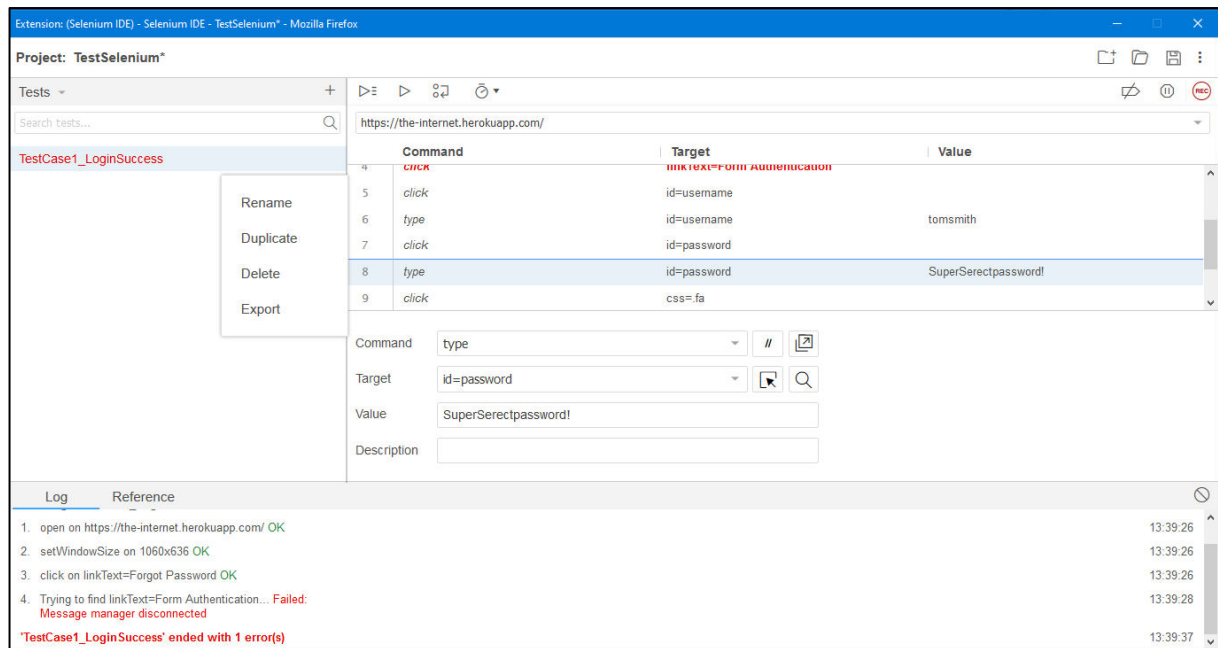 Extension: (Selenium IDE) - Selenium IDE - TestSelenium* - Mozilla Firefox
Project: TestSelenium*
Tests
Search tests...
https://the-internet.herokuapp.com/
REC
TestCase1_LoginSuccess
Rename
Duplicate
Delete
Export
Command Target Value
4 click linkText=Form Authentication
5 click id=username
6 type id=username tomsmith
7 click id=password
8 type id=password SuperSerectpassword!
9 click css=.fa
Command type //
Target id=password
Value SuperSerectpassword!
Description
Log Reference
1. open on https://the-internet.herokuapp.com/ OK 13:39:26
2. setWindowSize on 1060x636 OK 13:39:26
3. click on linkText=Forgot Password OK 13:39:26
4. Trying to find linkText=Form Authentication... Failed: 13:39:28
Message manager disconnected
'TestCase1_LoginSuccess' ended with 1 error(s) 13:39:37